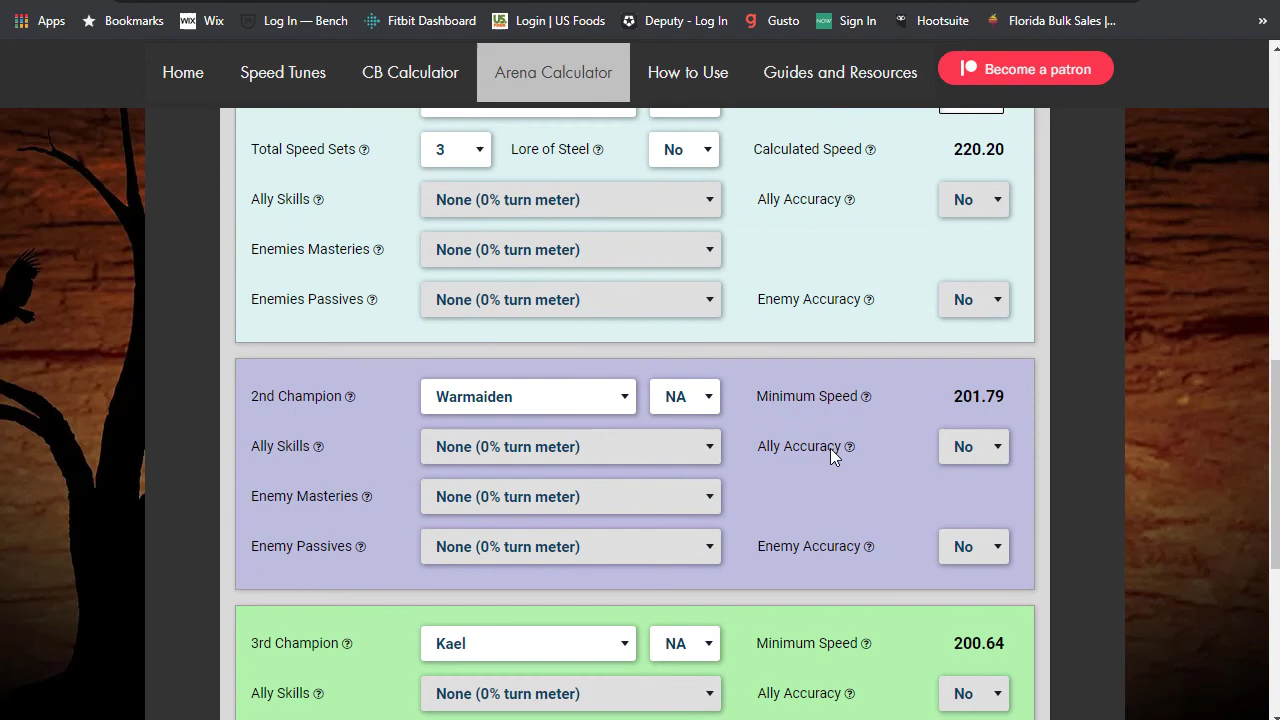 Apps Bookmarks WIX Wix Log In — Bench Fitbit Dashboard US. FOODS Login | US Foods Deputy - Log In g Gusto NOW Sign In Hootsuite Florida Bulk Sales |... »
Home Speed Tunes CB Calculator Arena Calculator How to Use Guides and Resources Become a patron
Total Speed Sets ? 3 Lore of Steel ? No Calculated Speed ? 220.20
Ally Skills ? None (0% turn meter) Ally Accuracy ? No
Enemies Masteries ? None (0% turn meter)
Enemies Passives ? None (0% turn meter) Enemy Accuracy ? No
2nd Champion ? Warmaiden NA Minimum Speed ? 201.79
Ally Skills ? None (0% turn meter) Ally Accuracy ? No
Enemy Masteries ? None (0% turn meter)
Enemy Passives ? None (0% turn meter) Enemy Accuracy ? No
3rd Champion ? Kael NA Minimum Speed ? 200.64
Ally Skills ? None (0% turn meter) Ally Accuracy ? No